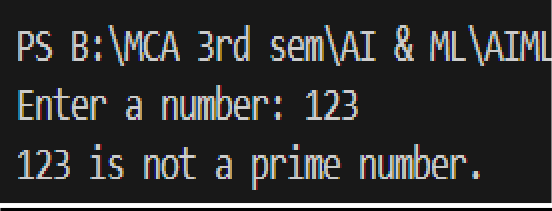 PS B:\MCA 3rd sem\AI & ML\AIML
Enter a number: 123
123 is not a prime number.